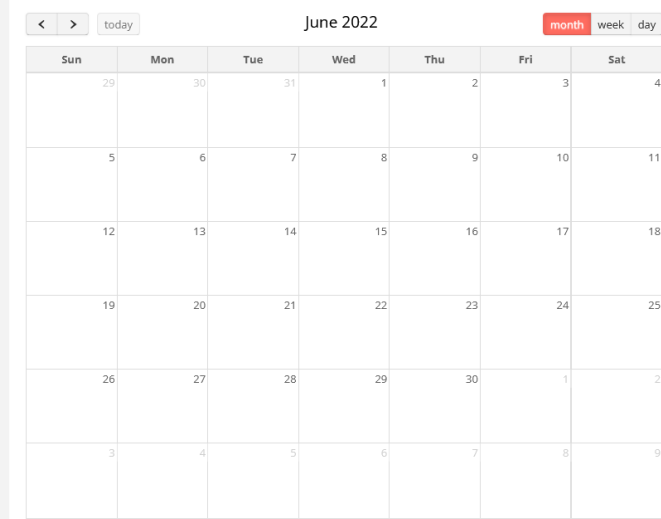 today June 2022 month week day
Sun Mon Tue Wed Thu Fri Sat
29 30 31 1 2 3 4
5 6 7 8 9 10 11
12 13 14 15 16 17 18
19 20 21 22 23 24 25
26 27 28 29 30 1 2
3 4 5 6 7 8 9